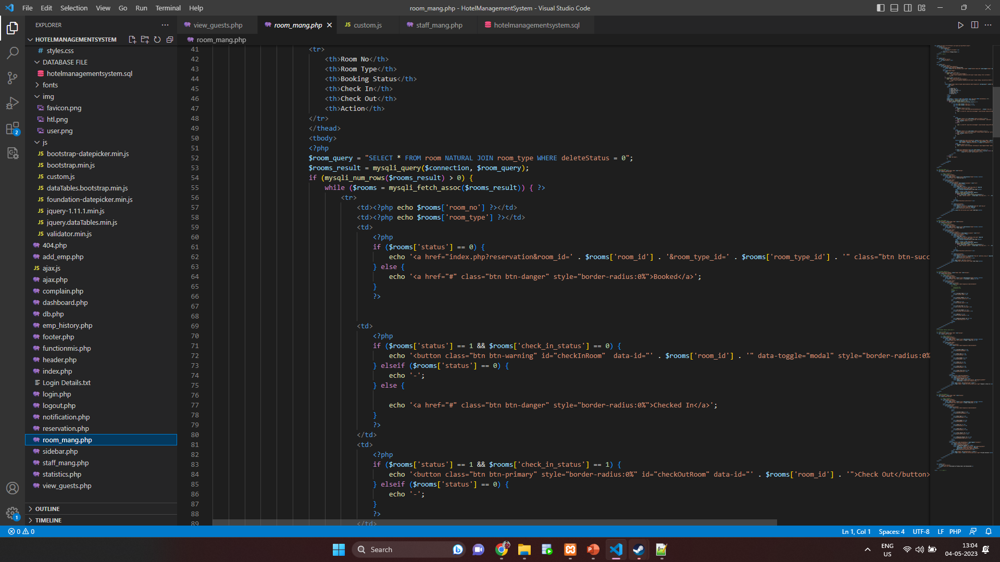 File Edit Selection View Go Run Terminal Help
room_mang.php - HotelManagementSystem - Visual Studio Code
EXPLORER
HOTELMANAGEMENTSYSTEM
# styles.css
DATABASE FILE
hotelmanagementsystem.sql
fonts
img
favicon.png
htl.png
user.png
js
JS bootstrap-datepicker.min.js
JS bootstrap.min.js
JS custom.js
JS dataTables.bootstrap.min.js
JS foundation-datepicker.min.js
JS jquery-1.11.1.min.js
JS jquery.dataTables.min.js
JS validator.min.js
404.php
add_emp.php
JS ajax.js
ajax.php
complain.php
dashboard.php
db.php
emp_history.php
footer.php
functionmis.php
header.php
index.php
Login Details.txt
login.php
logout.php
notification.php
reservation.php
room_mang.php
sidebar.php
staff_mang.php
statistics.php
view_guests.php
OUTLINE
TIMELINE
2
1
view_guests.php room_mang.php JS custom.js staff_mang.php hotelmanagementsystem.sql
room_mang.php
41 <tr>
42 <th>Room No</th>
43 <th>Room Type</th>
44 <th>Booking Status</th>
45 <th>Check In</th>
46 <th>Check Out</th>
47 <th>Action</th>
48 </tr>
49 </thead>
50 <tbody>
51 <?php
52 $room_query = "SELECT * FROM room NATURAL JOIN room_type WHERE deleteStatus = 0";
53 $rooms_result = mysqli_query($connection, $room_query);
54 if (mysqli_num_rows($rooms_result) > 0) {
55 while ($rooms = mysqli_fetch_assoc($rooms_result)) { ?>
56 <tr>
57 <td><?php echo $rooms['room_no'] ?></td>
58 <td><?php echo $rooms['room_type'] ?></td>
59 <td>
60 <?php
61 if ($rooms['status'] == 0) {
62 echo '<a href="index.php?reservation&room_id=' . $rooms['room_id'] . '&room_type_id=' . $rooms['room_type_id'] . '" class="btn btn-succ
63 } else {
64 echo '<a href="#" class="btn btn-danger" style="border-radius:0%">Booked</a>';
65 }
66 ?>
67
68
69 <td>
70 <?php
71 if ($rooms['status'] == 1 && $rooms['check_in_status'] == 0) {
72 echo '<button class="btn btn-warning" id="checkInRoom"  data-id="' . $rooms['room_id'] . '" data-toggle="modal" style="border-radius:0%
73 } elseif ($rooms['status'] == 0) {
74 echo '-';
75 } else {
76
77 echo '<a href="#" class="btn btn-danger" style="border-radius:0%">Checked In</a>';
78 }
79 ?>
80 </td>
81 <td>
82 <?php
83 if ($rooms['status'] == 1 && $rooms['check_in_status'] == 1) {
84 echo '<button class="btn btn-primary" style="border-radius:0%" id="checkOutRoom" data-id="' . $rooms['room_id'] . '">Check Out</button>
85 } elseif ($rooms['status'] == 0) {
86 echo '-';
87 }
88 ?>
89 </td>
0 0
Ln 1, Col 1 Spaces: 4 UTF-8 LF PHP
Search
ENG
US
13:04
04-05-2023